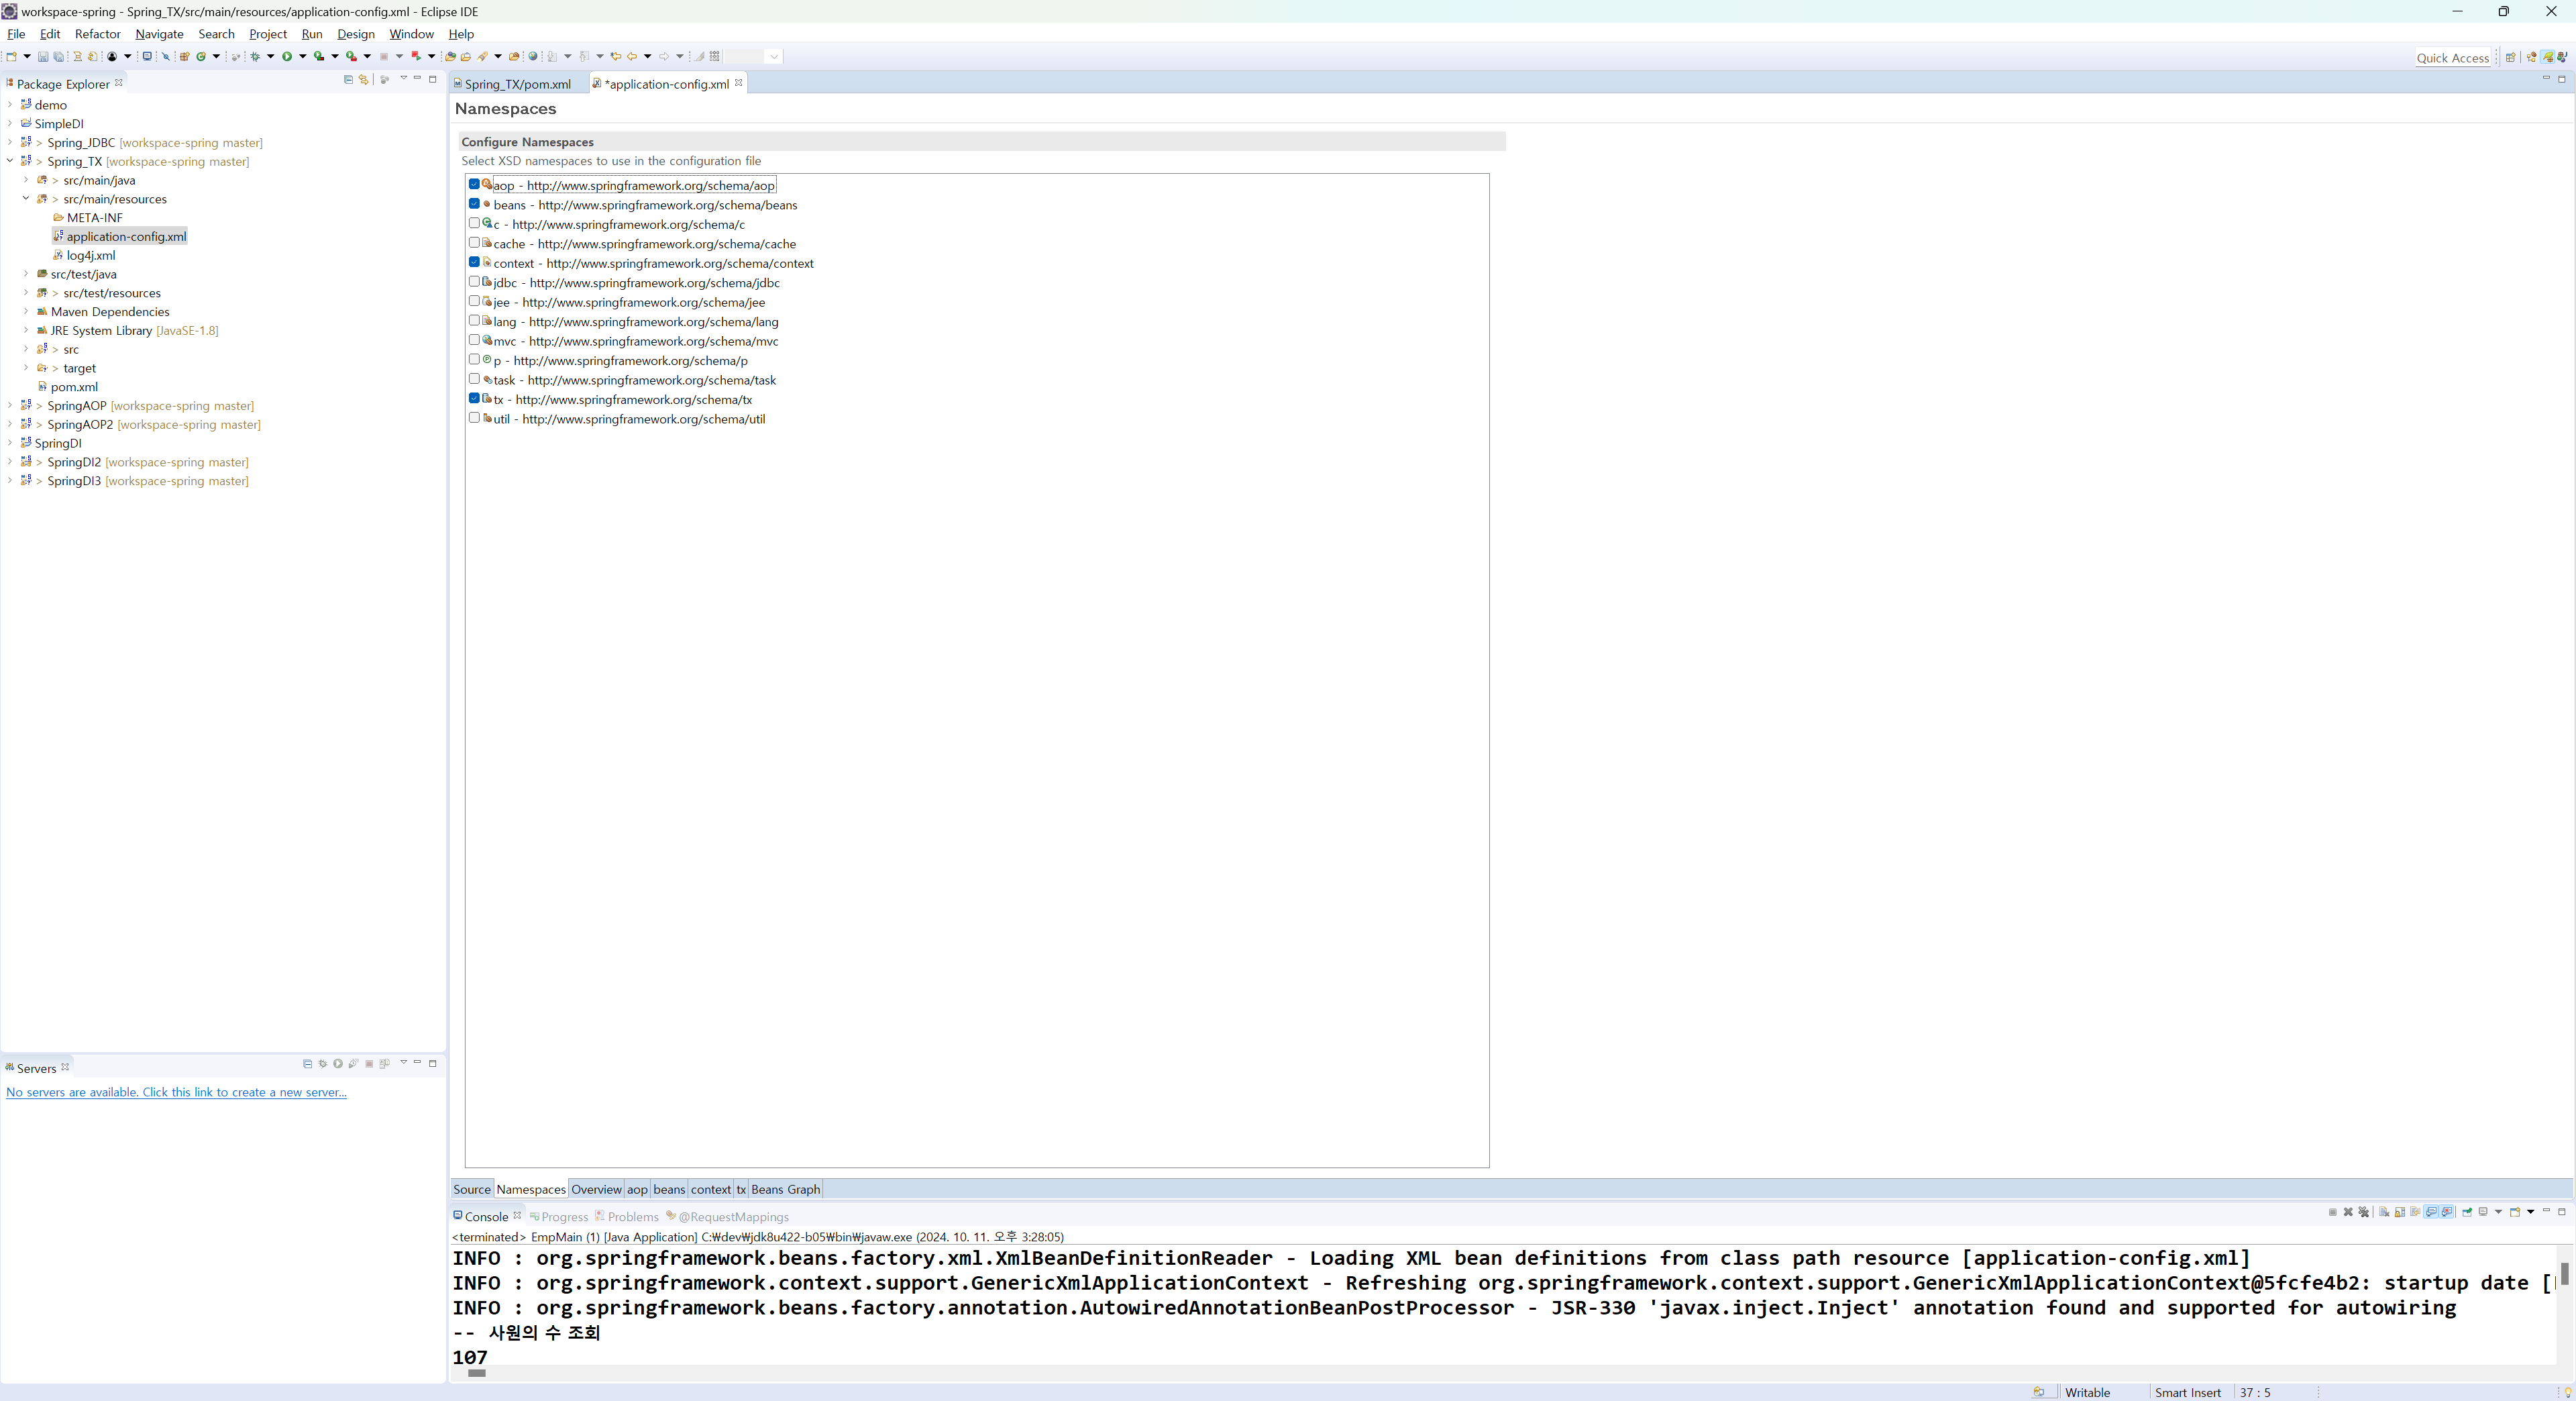 workspace-spring - Spring_TX/src/main/resources/application-config.xml - Eclipse IDE
File Edit Refactor Navigate Search Project Run Design Window Help
Quick Access
Package Explorer
demo
SimpleDI
> Spring_JDBC [workspace-spring master]
> Spring_TX [workspace-spring master]
> src/main/java
> src/main/resources
META-INF
application-config.xml
log4j.xml
src/test/java
> src/test/resources
Maven Dependencies
JRE System Library [JavaSE-1.8]
> src
> target
pom.xml
> SpringAOP [workspace-spring master]
> SpringAOP2 [workspace-spring master]
SpringDI
> SpringDI2 [workspace-spring master]
> SpringDI3 [workspace-spring master]
Servers
No servers are available. Click this link to create a new server...
Spring_TX/pom.xml
*application-config.xml
Namespaces
Configure Namespaces
Select XSD namespaces to use in the configuration file
aop - http://www.springframework.org/schema/aop
beans - http://www.springframework.org/schema/beans
c - http://www.springframework.org/schema/c
cache - http://www.springframework.org/schema/cache
context - http://www.springframework.org/schema/context
jdbc - http://www.springframework.org/schema/jdbc
jee - http://www.springframework.org/schema/jee
lang - http://www.springframework.org/schema/lang
mvc - http://www.springframework.org/schema/mvc
p - http://www.springframework.org/schema/p
task - http://www.springframework.org/schema/task
tx - http://www.springframework.org/schema/tx
util - http://www.springframework.org/schema/util
Source Namespaces Overview aop beans context tx Beans Graph
Console Progress Problems @RequestMappings
<terminated> EmpMain (1) [Java Application] C:₩dev₩jdk8u422-b05₩bin₩javaw.exe (2024. 10. 11. 오후 3:28:05)
INFO : org.springframework.beans.factory.xml.XmlBeanDefinitionReader - Loading XML bean definitions from class path resource [application-config.xml]
INFO : org.springframework.context.support.GenericXmlApplicationContext - Refreshing org.springframework.context.support.GenericXmlApplicationContext@5fcfe4b2: startup date [
INFO : org.springframework.beans.factory.annotation.AutowiredAnnotationBeanPostProcessor - JSR-330 'javax.inject.Inject' annotation found and supported for autowiring
-- 사원의 수 조회
107
Writable Smart Insert 37 : 5